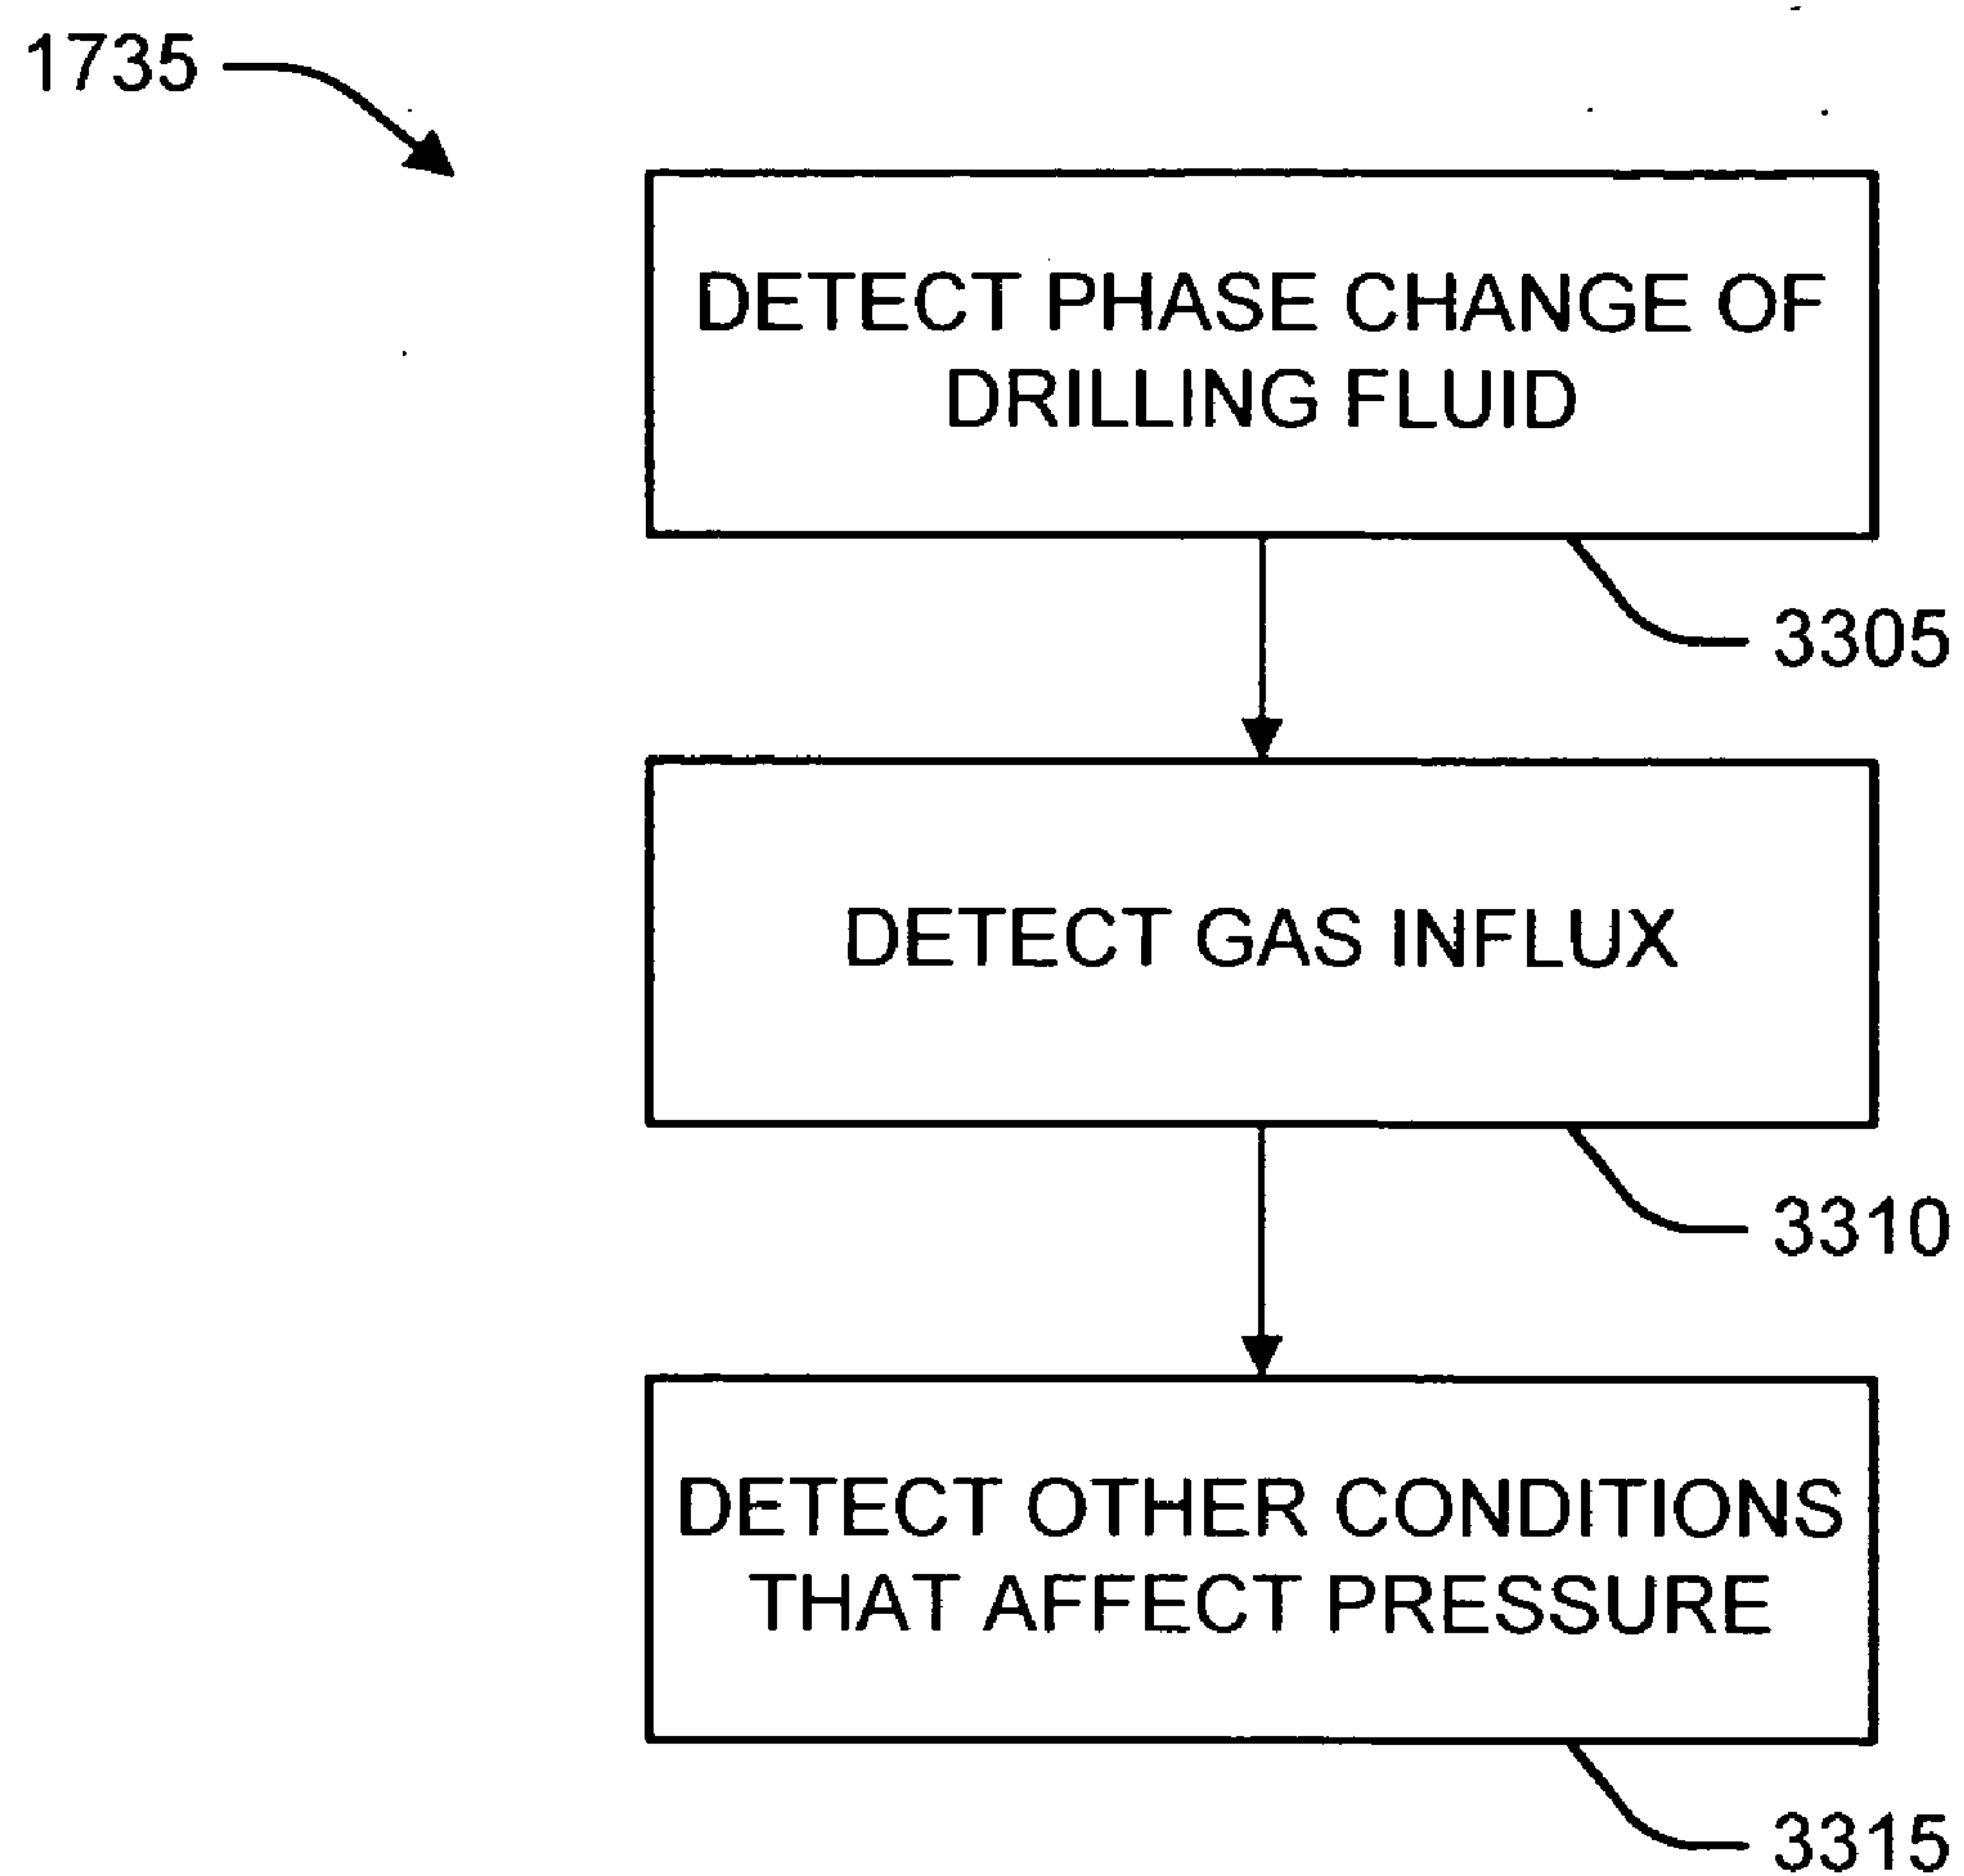 1735
DETECT PHASE CHANGE OF
DRILLING FLUID
3305
DETECT GAS INFLUX
3310
DETECT OTHER CONDITIONS
THAT AFFECT PRESSURE
3315